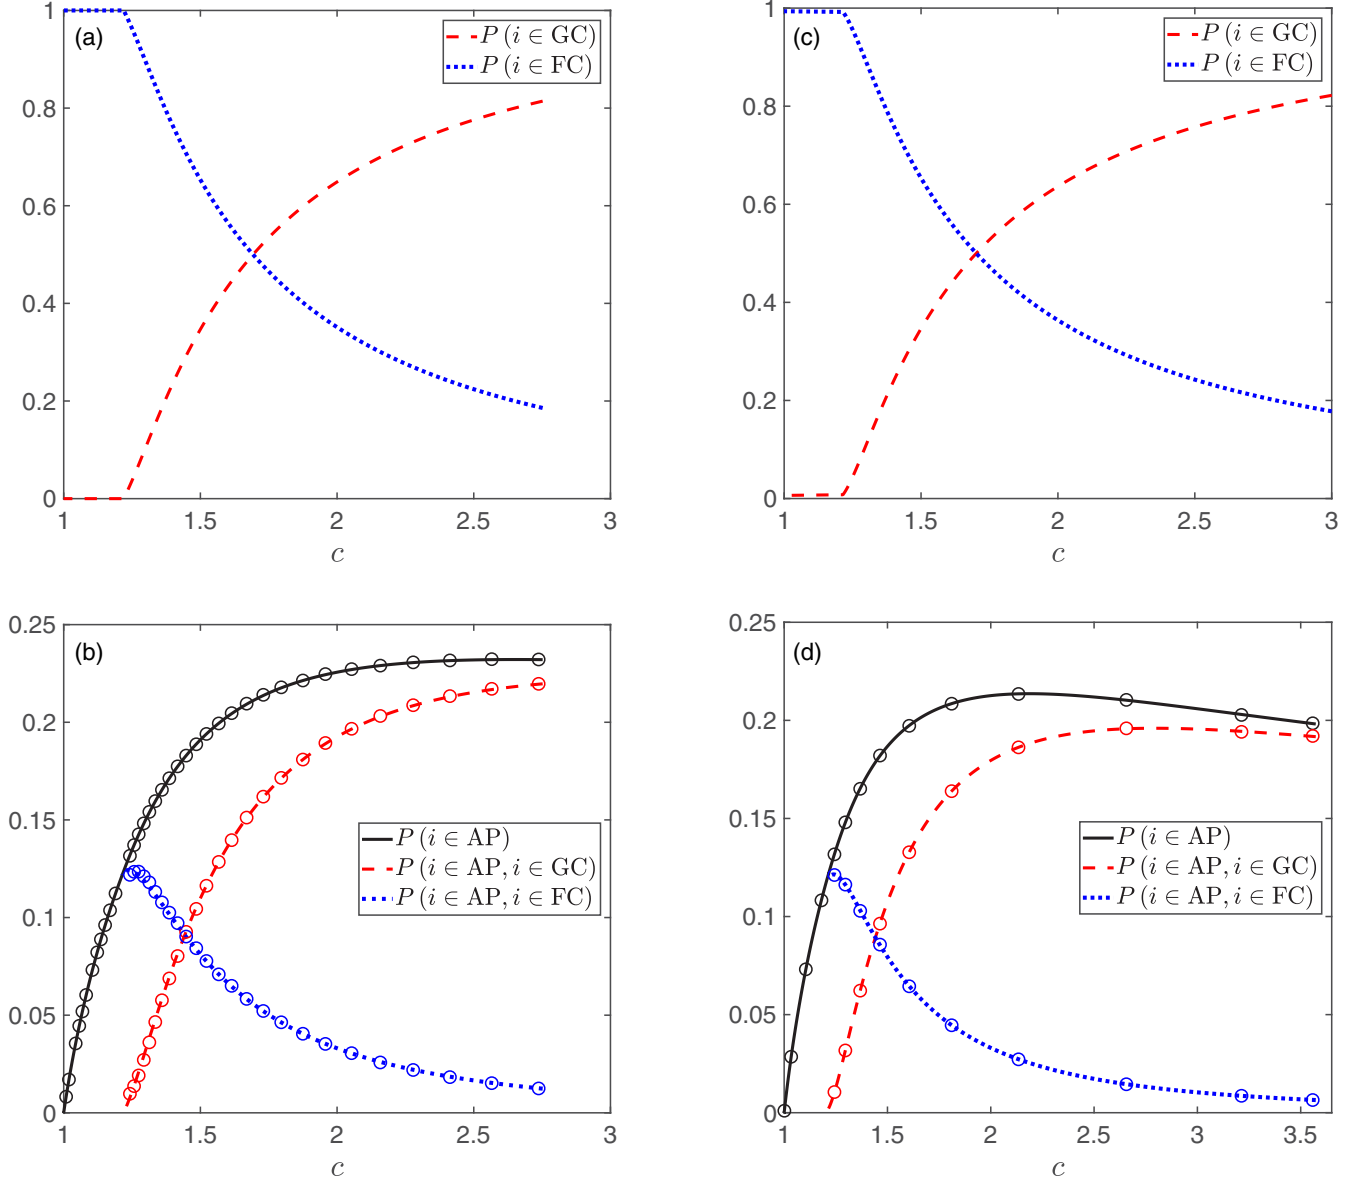 (a)
P (i ∈ GC)
P (i ∈ FC)
1
0.8
0.6
0.4
0.2
0
1 1.5 2 2.5 3
c
(c)
P (i ∈ GC)
P (i ∈ FC)
1
0.8
0.6
0.4
0.2
0
1 1.5 2 2.5 3
c
(b)
0.25
0.2
0.15
0.1
0.05
0
P (i ∈ AP)
P (i ∈ AP, i ∈ GC)
P (i ∈ AP, i ∈ FC)
1 1.5 2 2.5 3
c
(d)
0.25
0.2
0.15
0.1
0.05
0
P (i ∈ AP)
P (i ∈ AP, i ∈ GC)
P (i ∈ AP, i ∈ FC)
1 1.5 2 2.5 3 3.5
c